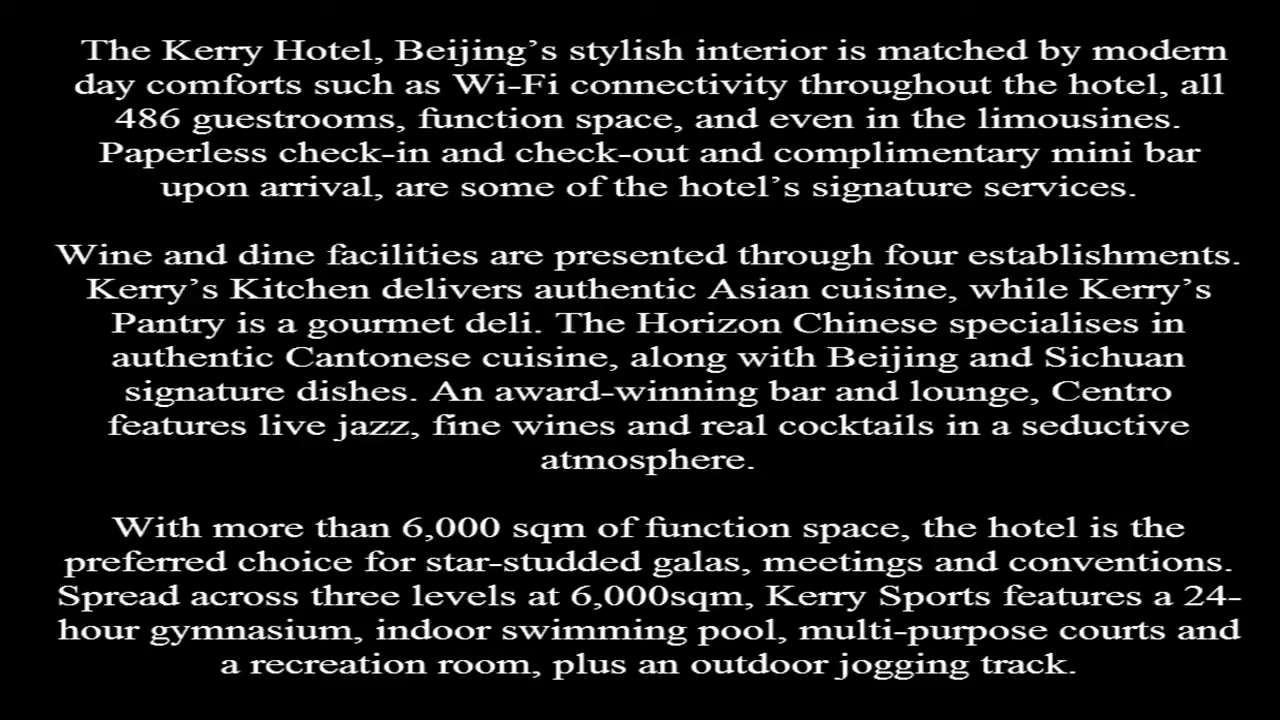 The Kerry Hotel, Beijing’s stylish interior is matched by modern
day comforts such as Wi-Fi connectivity throughout the hotel, all
486 guestrooms, function space, and even in the limousines.
Paperless check-in and check-out and complimentary mini bar
upon arrival, are some of the hotel’s signature services.
Wine and dine facilities are presented through four establishments.
Kerry’s Kitchen delivers authentic Asian cuisine, while Kerry’s
Pantry is a gourmet deli. The Horizon Chinese specialises in
authentic Cantonese cuisine, along with Beijing and Sichuan
signature dishes. An award-winning bar and lounge, Centro
features live jazz, fine wines and real cocktails in a seductive
atmosphere.
With more than 6,000 sqm of function space, the hotel is the
preferred choice for star-studded galas, meetings and conventions.
Spread across three levels at 6,000sqm, Kerry Sports features a 24-
hour gymnasium, indoor swimming pool, multi-purpose courts and
a recreation room, plus an outdoor jogging track.